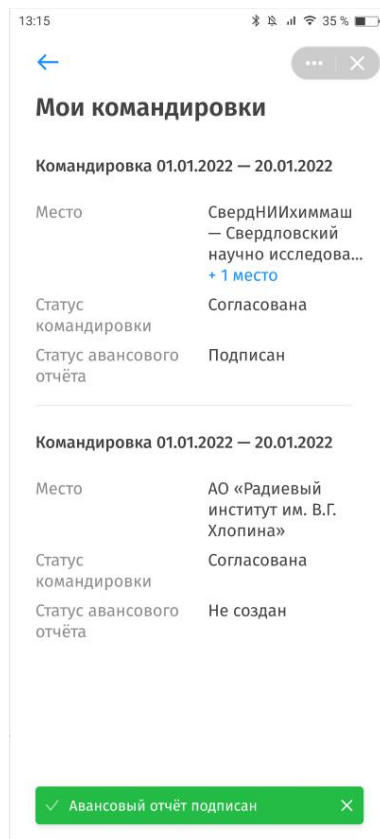 13:15
35 %
Мои командировки
Командировка 01.01.2022 — 20.01.2022
Место
СвердНИИхиммаш
— Свердловский
научно исследова...
+ 1 место
Статус
командировки
Согласована
Статус авансового
отчёта
Подписан
Командировка 01.01.2022 — 20.01.2022
Место
АО «Радиевый
институт им. В.Г.
Хлопина»
Статус
командировки
Согласована
Статус авансового
отчёта
Не создан
Авансовый отчёт подписан